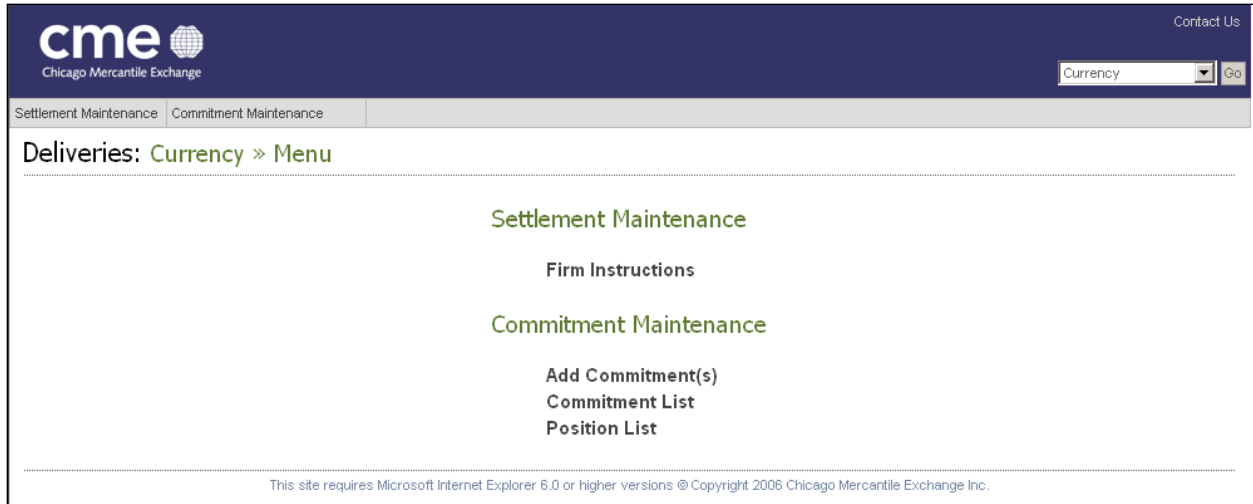 Contact Us
cme
Chicago Mercantile Exchange
Currency Go
Settlement Maintenance Commitment Maintenance
Deliveries: Currency » Menu
Settlement Maintenance
Firm Instructions
Commitment Maintenance
Add Commitment(s)
Commitment List
Position List
This site requires Microsoft Internet Explorer 6.0 or higher versions © Copyright 2006 Chicago Mercantile Exchange Inc.